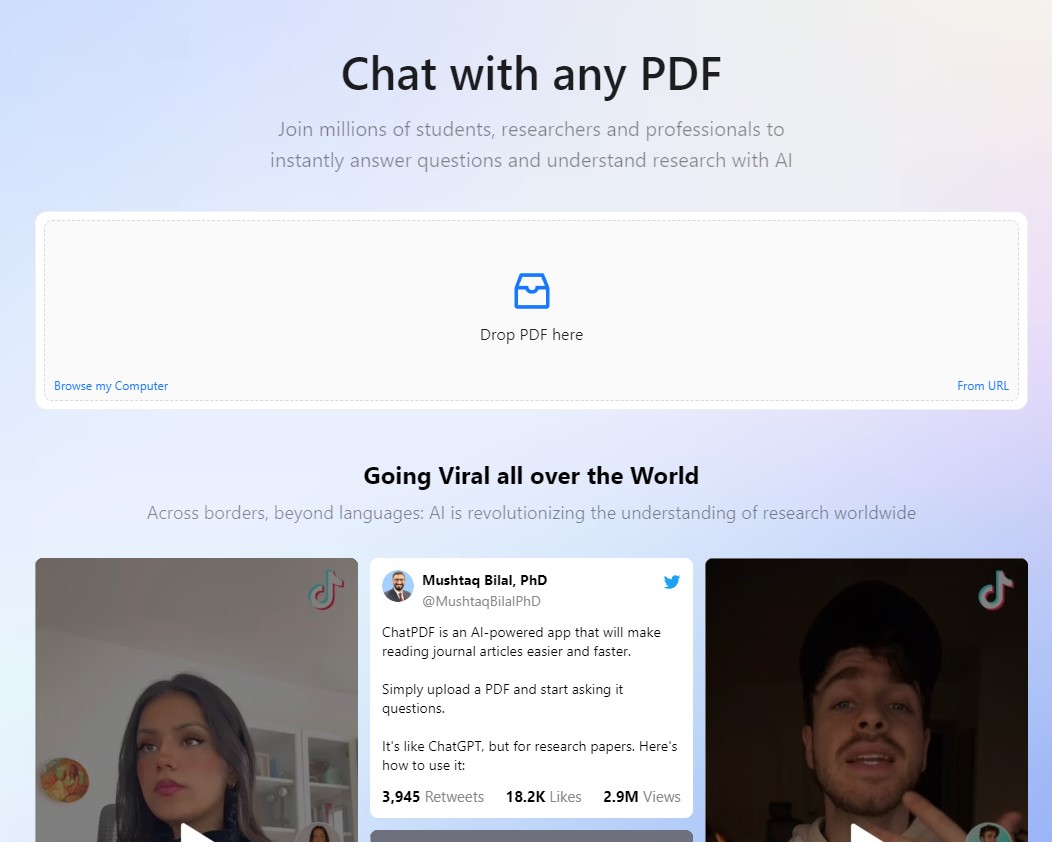 Chat with any PDF
Join millions of students, researchers and professionals to
instantly answer questions and understand research with AI
Drop PDF here
Browse my Computer
From URL
Going Viral all over the World
Across borders, beyond languages: AI is revolutionizing the understanding of research worldwide
Mushtaq Bilal, PhD
@MushtaqBilalPhD
ChatPDF is an AI-powered app that will make
reading journal articles easier and faster.
Simply upload a PDF and start asking it
questions.
It's like ChatGPT, but for research papers. Here's
how to use it:
3,945 Retweets 18.2K Likes 2.9M Views